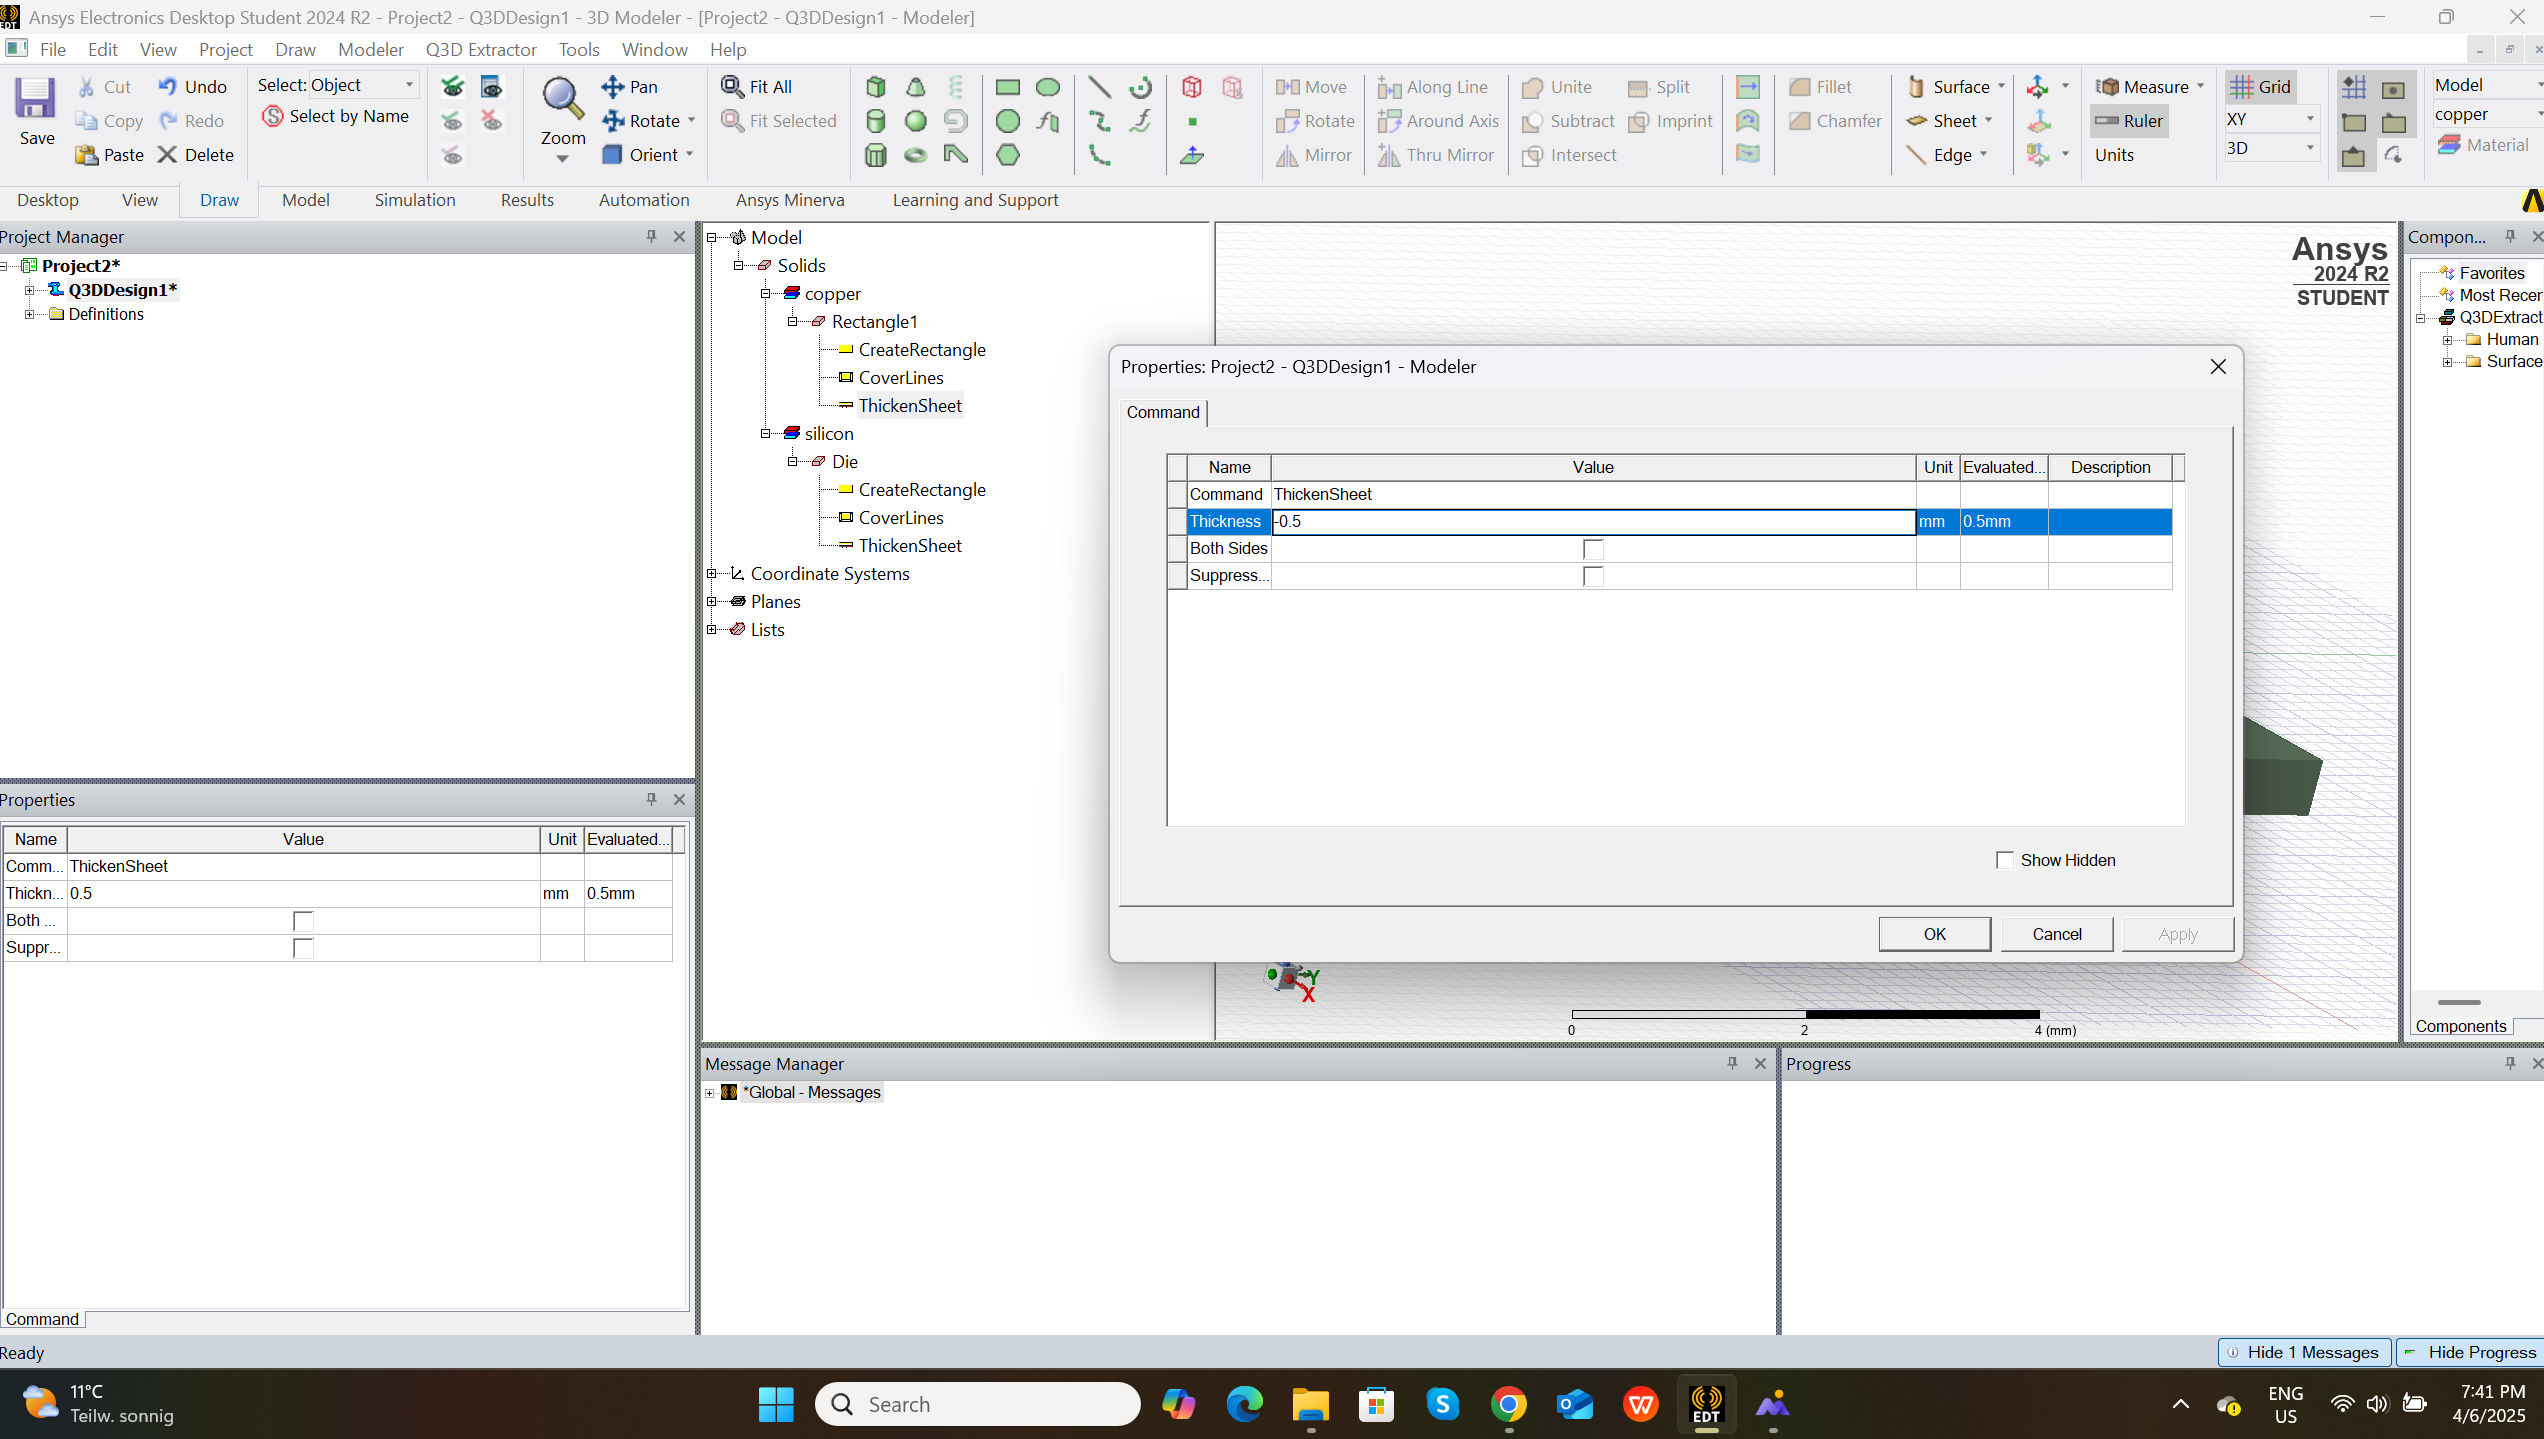 Ansys Electronics Desktop Student 2024 R2 - Project2 - Q3DDesign1 - 3D Modeler - [Project2 - Q3DDesign1 - Modeler]
File Edit View Project Draw Modeler Q3D Extractor Tools Window Help
Save
Cut
Copy
Paste
Undo
Redo
Delete
Select: Object
Select by Name
Zoom
Pan
Rotate
Orient
Fit All
Fit Selected
Move
Rotate
Mirror
Along Line
Around Axis
Thru Mirror
Unite
Subtract
Intersect
Split
Imprint
Fillet
Chamfer
Surface
Sheet
Edge
Measure
Ruler
Units
Grid
XY
3D
Model
copper
Material
Desktop View Draw Model Simulation Results Automation Ansys Minerva Learning and Support
Project Manager
Project2*
Q3DDesign1*
Definitions
Model
Solids
copper
Rectangle1
CreateRectangle
CoverLines
ThickenSheet
silicon
Die
CreateRectangle
CoverLines
ThickenSheet
Coordinate Systems
Planes
Lists
Ansys
2024 R2
STUDENT
Compon...
Favorites
Most Recen
Q3DExtract
Human
Surface
Components
Properties: Project2 - Q3DDesign1 - Modeler
Command
Name Value Unit Evaluated... Description
Command ThickenSheet
Thickness -0.5 mm 0.5mm
Both Sides
Suppress...
Show Hidden
OK Cancel Apply
Y
X
0 2 4 (mm)
Properties
Name Value Unit Evaluated...
Comm... ThickenSheet
Thickn... 0.5 mm 0.5mm
Both ...
Suppr...
Command
Message Manager
*Global - Messages
Progress
Ready
Hide 1 Messages
Hide Progress
11°C
Teilw. sonnig
Search
EDT
ENG
US
7:41 PM
4/6/2025